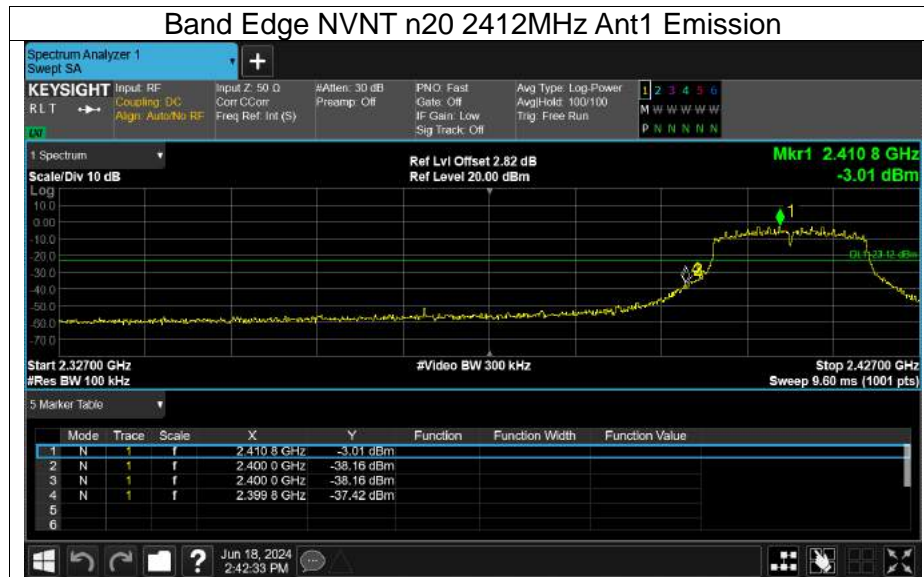 Band Edge NVNT n20 2412MHz Ant1 Emission
Spectrum Analyzer 1
Swept SA
+
KEYSIGHT Input: RF Input Z: 50 Ω #Atten: 30 dB PNO: Fast Avg Type: Log-Power 1 2 3 4 5 6
RLT Coupling: DC Corr CCorr Preamp: Off Gate: Off Avg|Hold: 100/100 M W W W W W
Align: Auto/No RF Freq Ref: Int (S) IF Gain: Low Trig: Free Run
LXI Sig Track: Off P N N N N N
1 Spectrum Ref Lvl Offset 2.82 dB Mkr1 2.410 8 GHz
Scale/Div 10 dB Ref Level 20.00 dBm -3.01 dBm
Log
10.0
0.00
-10.0
-20.0
-30.0
-40.0
-50.0
-60.0
-70.0
1
DL1 -23.12 dBm
Start 2.32700 GHz #Video BW 300 kHz Stop 2.42700 GHz
#Res BW 100 kHz Sweep 9.60 ms (1001 pts)
5 Marker Table
Mode Trace Scale X Y Function Function Width Function Value
1 N 1 f 2.410 8 GHz -3.01 dBm
2 N 1 f 2.400 0 GHz -38.16 dBm
3 N 1 f 2.400 0 GHz -38.16 dBm
4 N 1 f 2.399 8 GHz -37.42 dBm
5
6
? Jun 18, 2024
2:42:33 PM